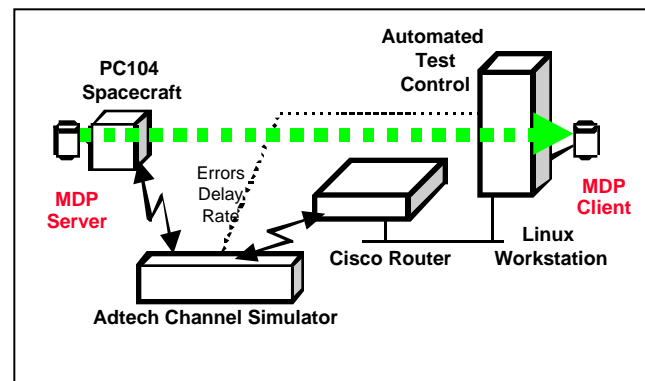 Automated
Test
Control
PC104
Spacecraft
Errors
Delay
Rate
MDP
Server
MDP
Client
Cisco Router
Linux
Workstation
Adtech Channel Simulator